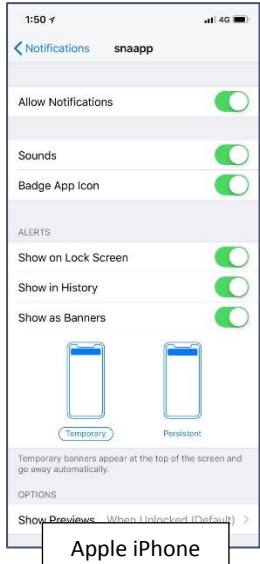 1:50
4G
Notifications
snaapp
Allow Notifications
Sounds
Badge App Icon
ALERTS
Show on Lock Screen
Show in History
Show as Banners
Temporary
Persistent
Temporary banners appear at the top of the screen and
go away automatically.
OPTIONS
Show Previews When Unlocked (Default)
Apple iPhone